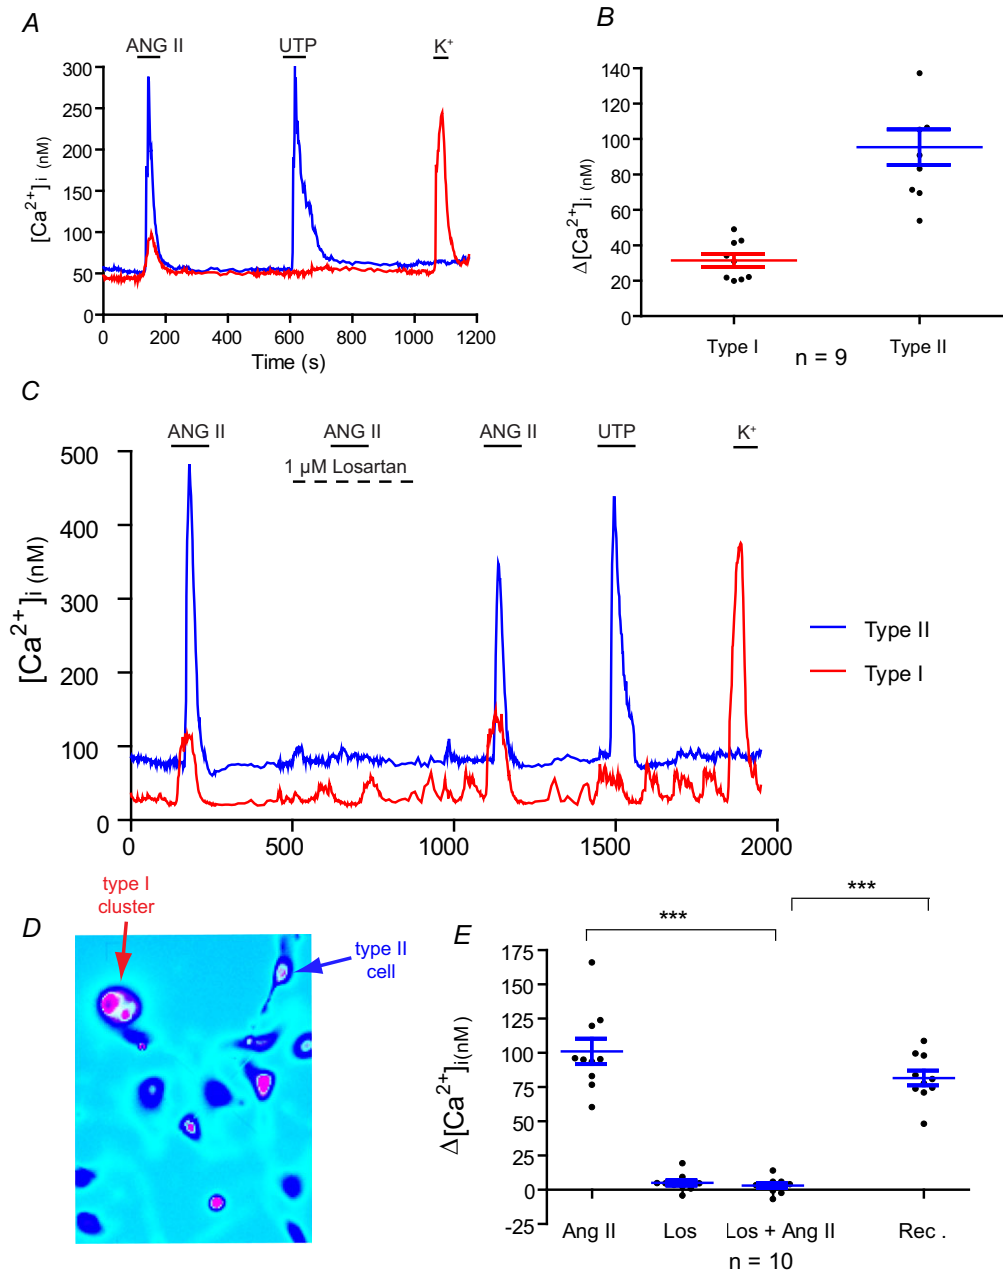 A
ANG II
UTP
K⁺
300
250
200
150
100
50
0
[Ca²⁺]i (nM)
0
200
400
600
800
1000
1200
Time (s)
B
140
120
100
80
60
40
20
0
Δ[Ca²⁺]i (nM)
Type I
Type II
n = 9
C
ANG II
ANG II
ANG II
UTP
K⁺
1 µM Losartan
500
400
300
200
100
0
[Ca²⁺]i (nM)
0
500
1000
1500
2000
Type II
Type I
D
type I
cluster
type II
cell
E
***
***
175
150
125
100
75
50
25
0
-25
Δ[Ca²⁺]i(nM)
Ang II
Los
Los + Ang II
Rec .
n = 10